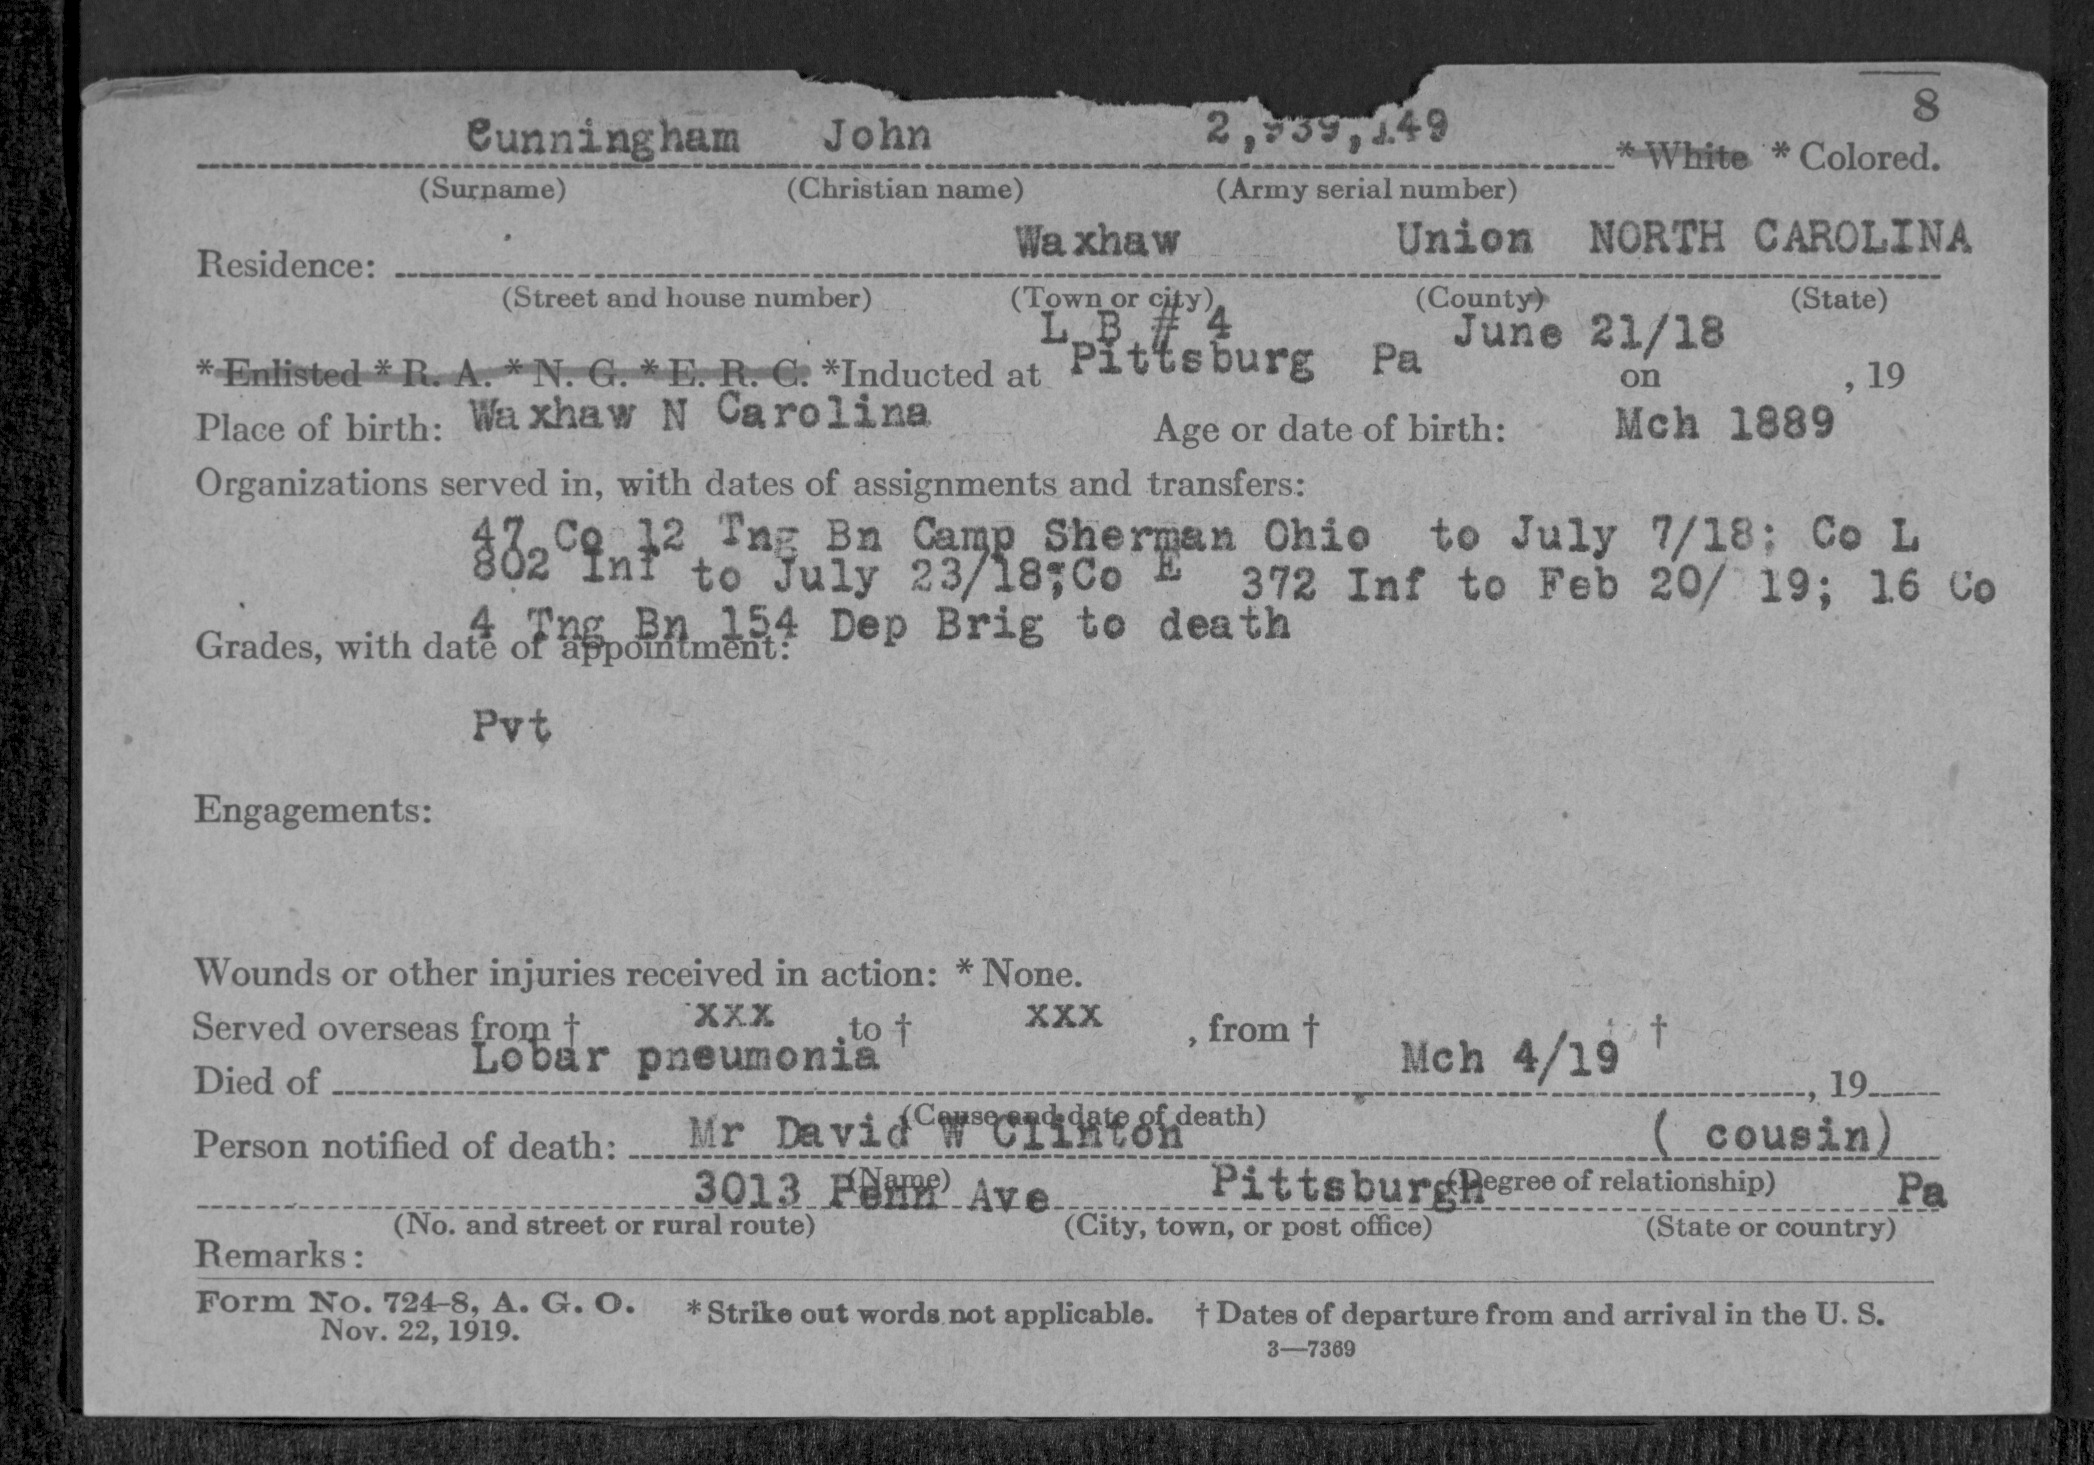 8
Cunningham John 2,939,149 * White * Colored.
(Surname) (Christian name) (Army serial number)
Waxhaw Union NORTH CAROLINA
Residence:
(Street and house number) (Town or city) (County) (State)
L B # 4 June 21/18
* Enlisted * R. A. * N. G. * E. R. C. *Inducted at Pittsburg Pa on , 19
Place of birth: Waxhaw N Carolina Age or date of birth: Mch 1889
Organizations served in, with dates of assignments and transfers:
47 Co 12 Tng Bn Camp Sherman Ohio to July 7/18; Co L
802 Inf to July 23/18;Co E 372 Inf to Feb 20/ 19; 16 Co
4 Tng Bn 154 Dep Brig to death
Grades, with date of appointment:
Pvt
Engagements:
Wounds or other injuries received in action: * None.
Served overseas from † xxx , to † xxx , from † †
Died of Lobar pneumonia Mch 4/19 , 19
(Cause and date of death)
Person notified of death: Mr David W Clinton ( cousin)
(Name) (Degree of relationship)
3013 Penn Ave Pittsburgh Pa
(No. and street or rural route) (City, town, or post office) (State or country)
Remarks:
Form No. 724-8, A. G. O. * Strike out words not applicable. † Dates of departure from and arrival in the U. S.
Nov. 22, 1919.
3—7369